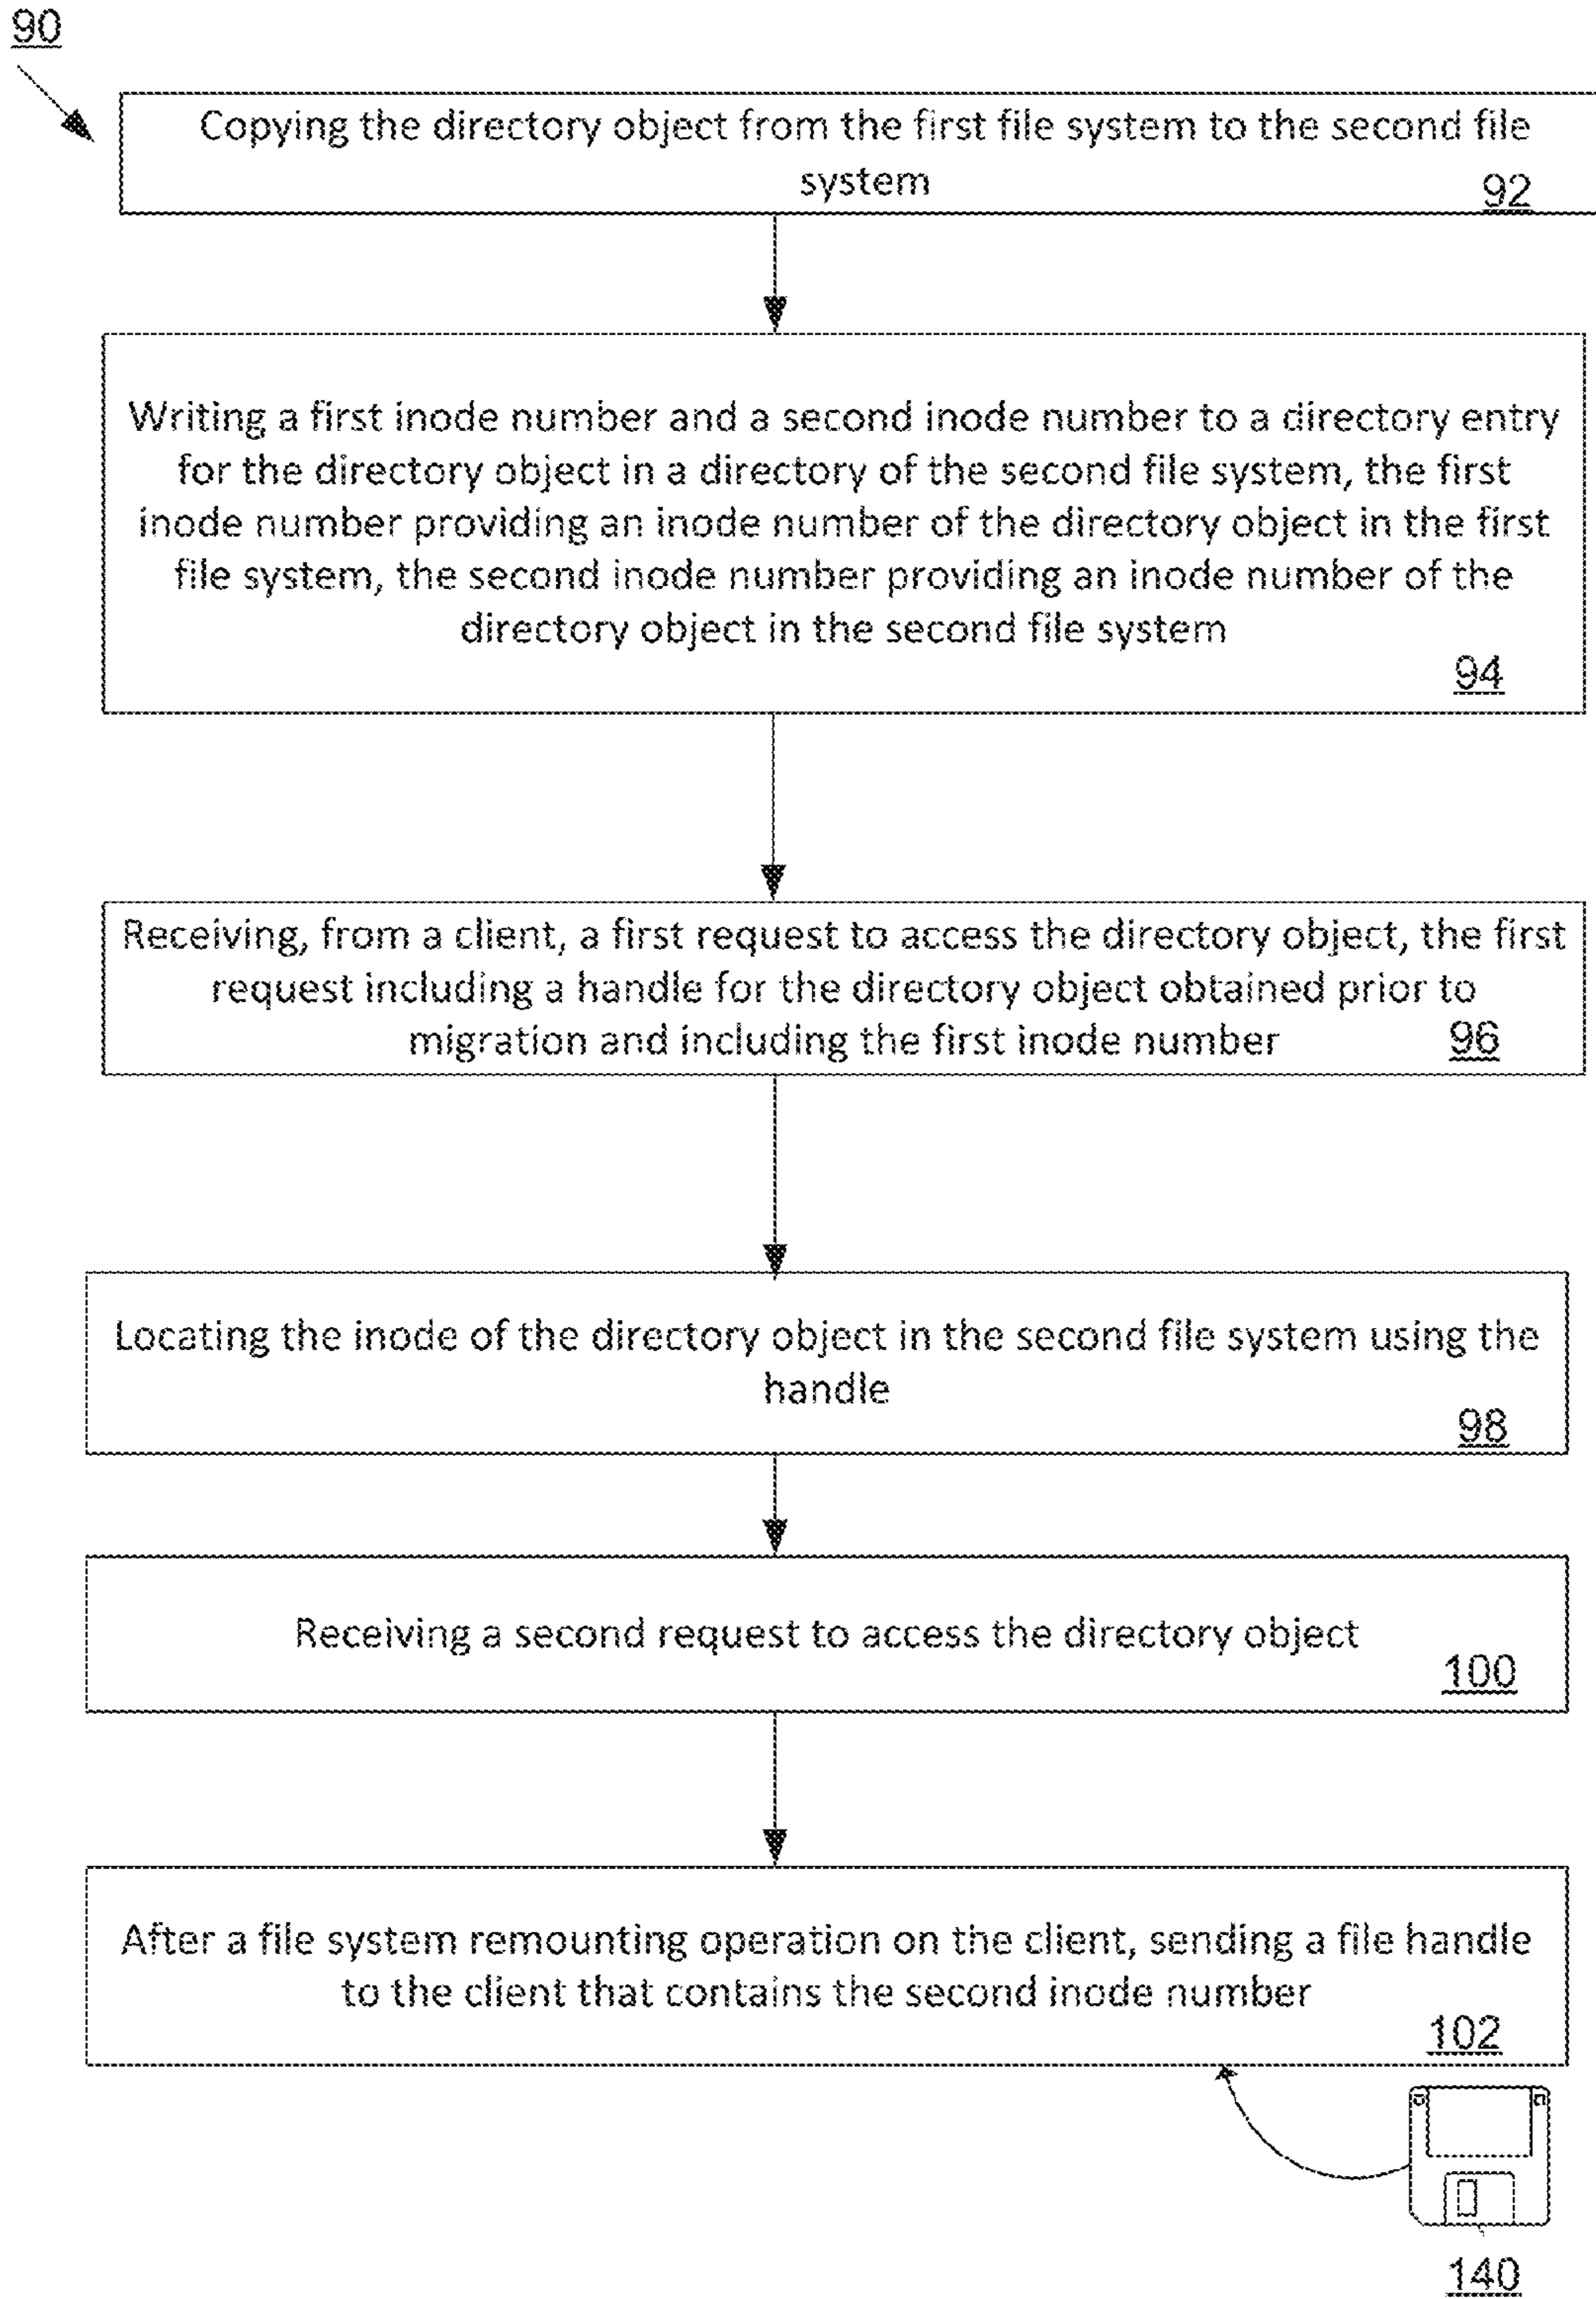 90
Copying the directory object from the first file system to the second file
system
92
Writing a first inode number and a second inode number to a directory entry
for the directory object in a directory of the second file system, the first
inode number providing an inode number of the directory object in the first
file system, the second inode number providing an inode number of the
directory object in the second file system
94
Receiving, from a client, a first request to access the directory object, the first
request including a handle for the directory object obtained prior to
migration and including the first inode number
96
Locating the inode of the directory object in the second file system using the
handle
98
Receiving a second request to access the directory object
100
After a file system remounting operation on the client, sending a file handle
to the client that contains the second inode number
102
140